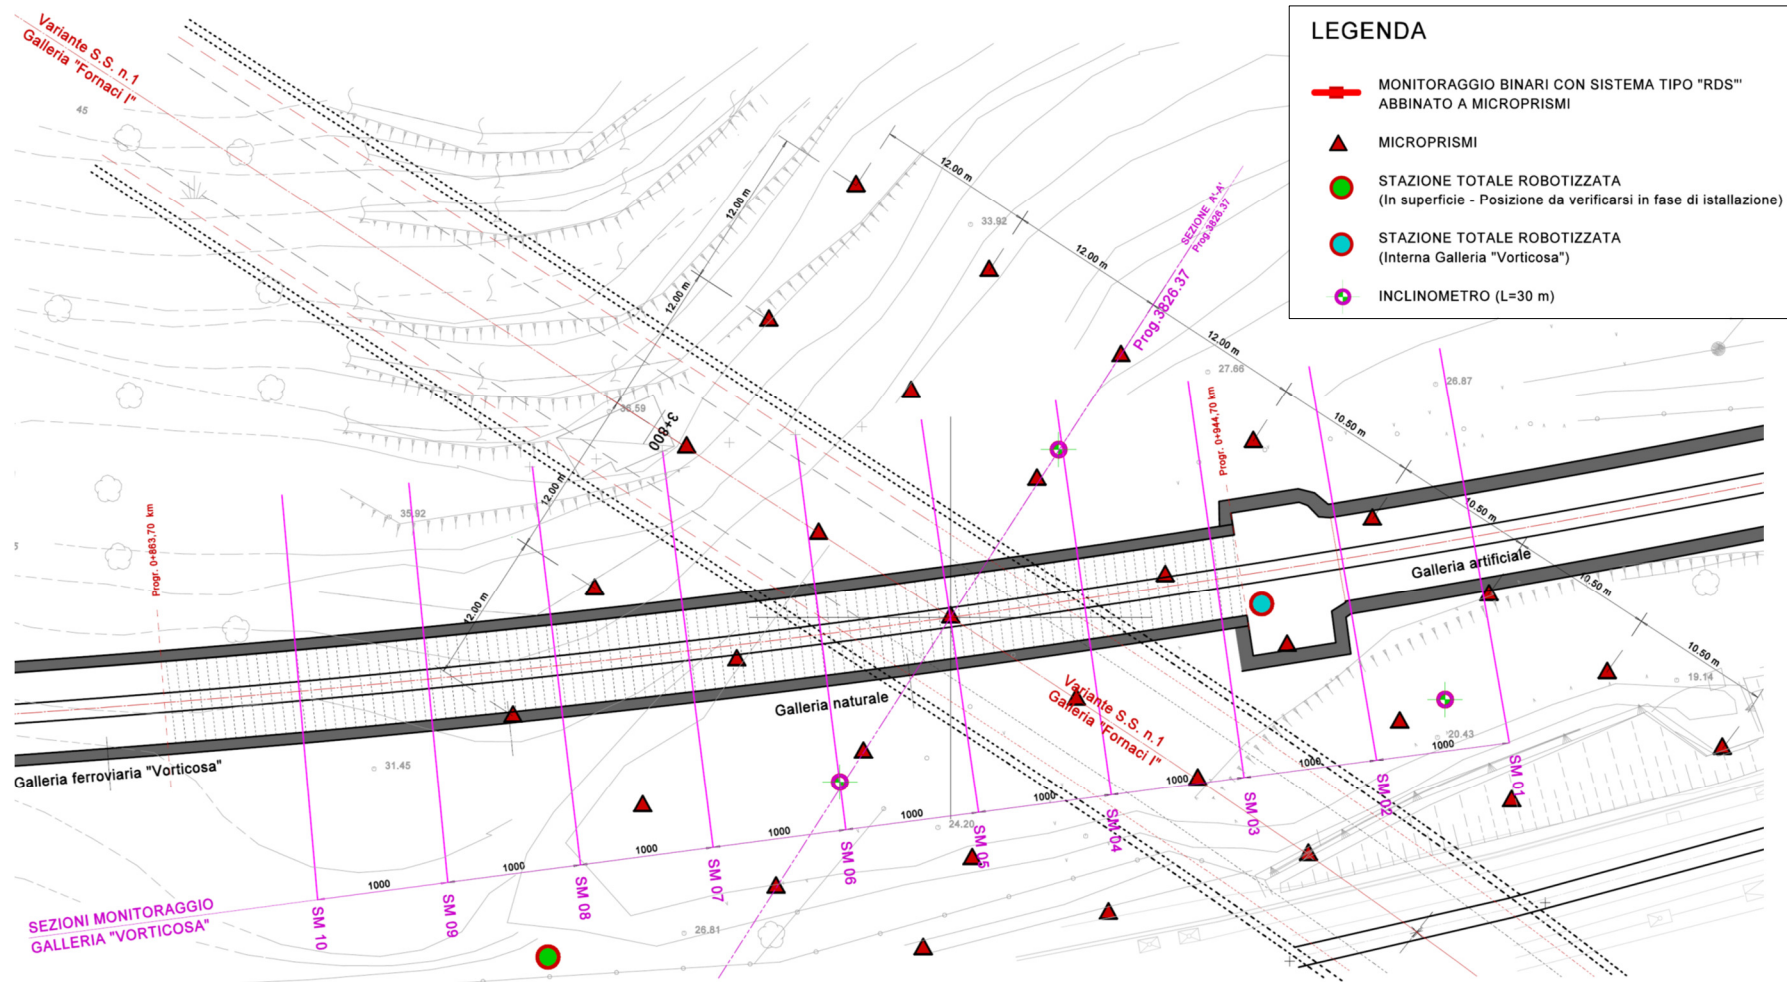 Variante S.S. n.1
Galleria "Fornaci I"
45
LEGENDA
MONITORAGGIO BINARI CON SISTEMA TIPO "RDS""
ABBINATO A MICROPRISMI
MICROPRISMI
STAZIONE TOTALE ROBOTIZZATA
(In superficie - Posizione da verificarsi in fase di istallazione)
STAZIONE TOTALE ROBOTIZZATA
(Interna Galleria "Vorticosa")
INCLINOMETRO (L=30 m)
12.00 m
12.00 m
12.00 m
12.00 m
12.00 m
12.00 m
12.00 m
10.50 m
10.50 m
10.50 m
10.50 m
SEZIONE A'-A'
Prog.3826.37
Prog.3826.37
33.92
27.66
26.87
36.59
3+800
35.92
Progr. 0+863,70 km
Progr. 0+944,70 km
Galleria artificiale
Galleria naturale
Variante S.S. n.1
Galleria "Fornaci I"
19.14
20.43
Galleria ferroviaria "Vorticosa"
31.45
24.20
26.81
1000
1000
1000
1000
1000
1000
1000
1000
1000
SM 10
SM 09
SM 08
SM 07
SM 06
SM 05
SM 04
SM 03
SM 02
SM 01
SEZIONI MONITORAGGIO
GALLERIA "VORTICOSA"